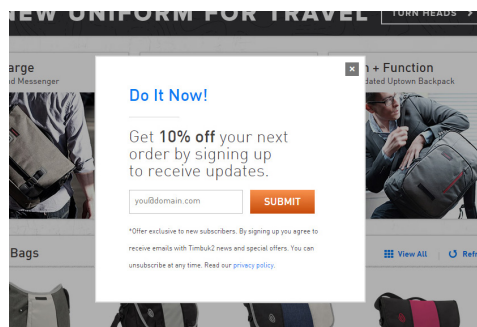 NEW UNIFORM FOR TRAVEL
TURN HEADS >
arge
nd Messenger
n + Function
dated Uptown Backpack
x
Do It Now!
Get 10% off your next
order by signing up
to receive updates.
you@domain.com
SUBMIT
*Offer exclusive to new subscribers. By signing up you agree to
receive emails with Timbuk2 news and special offers. You can
unsubscribe at any time. Read our privacy policy.
Bags
View All
Refr